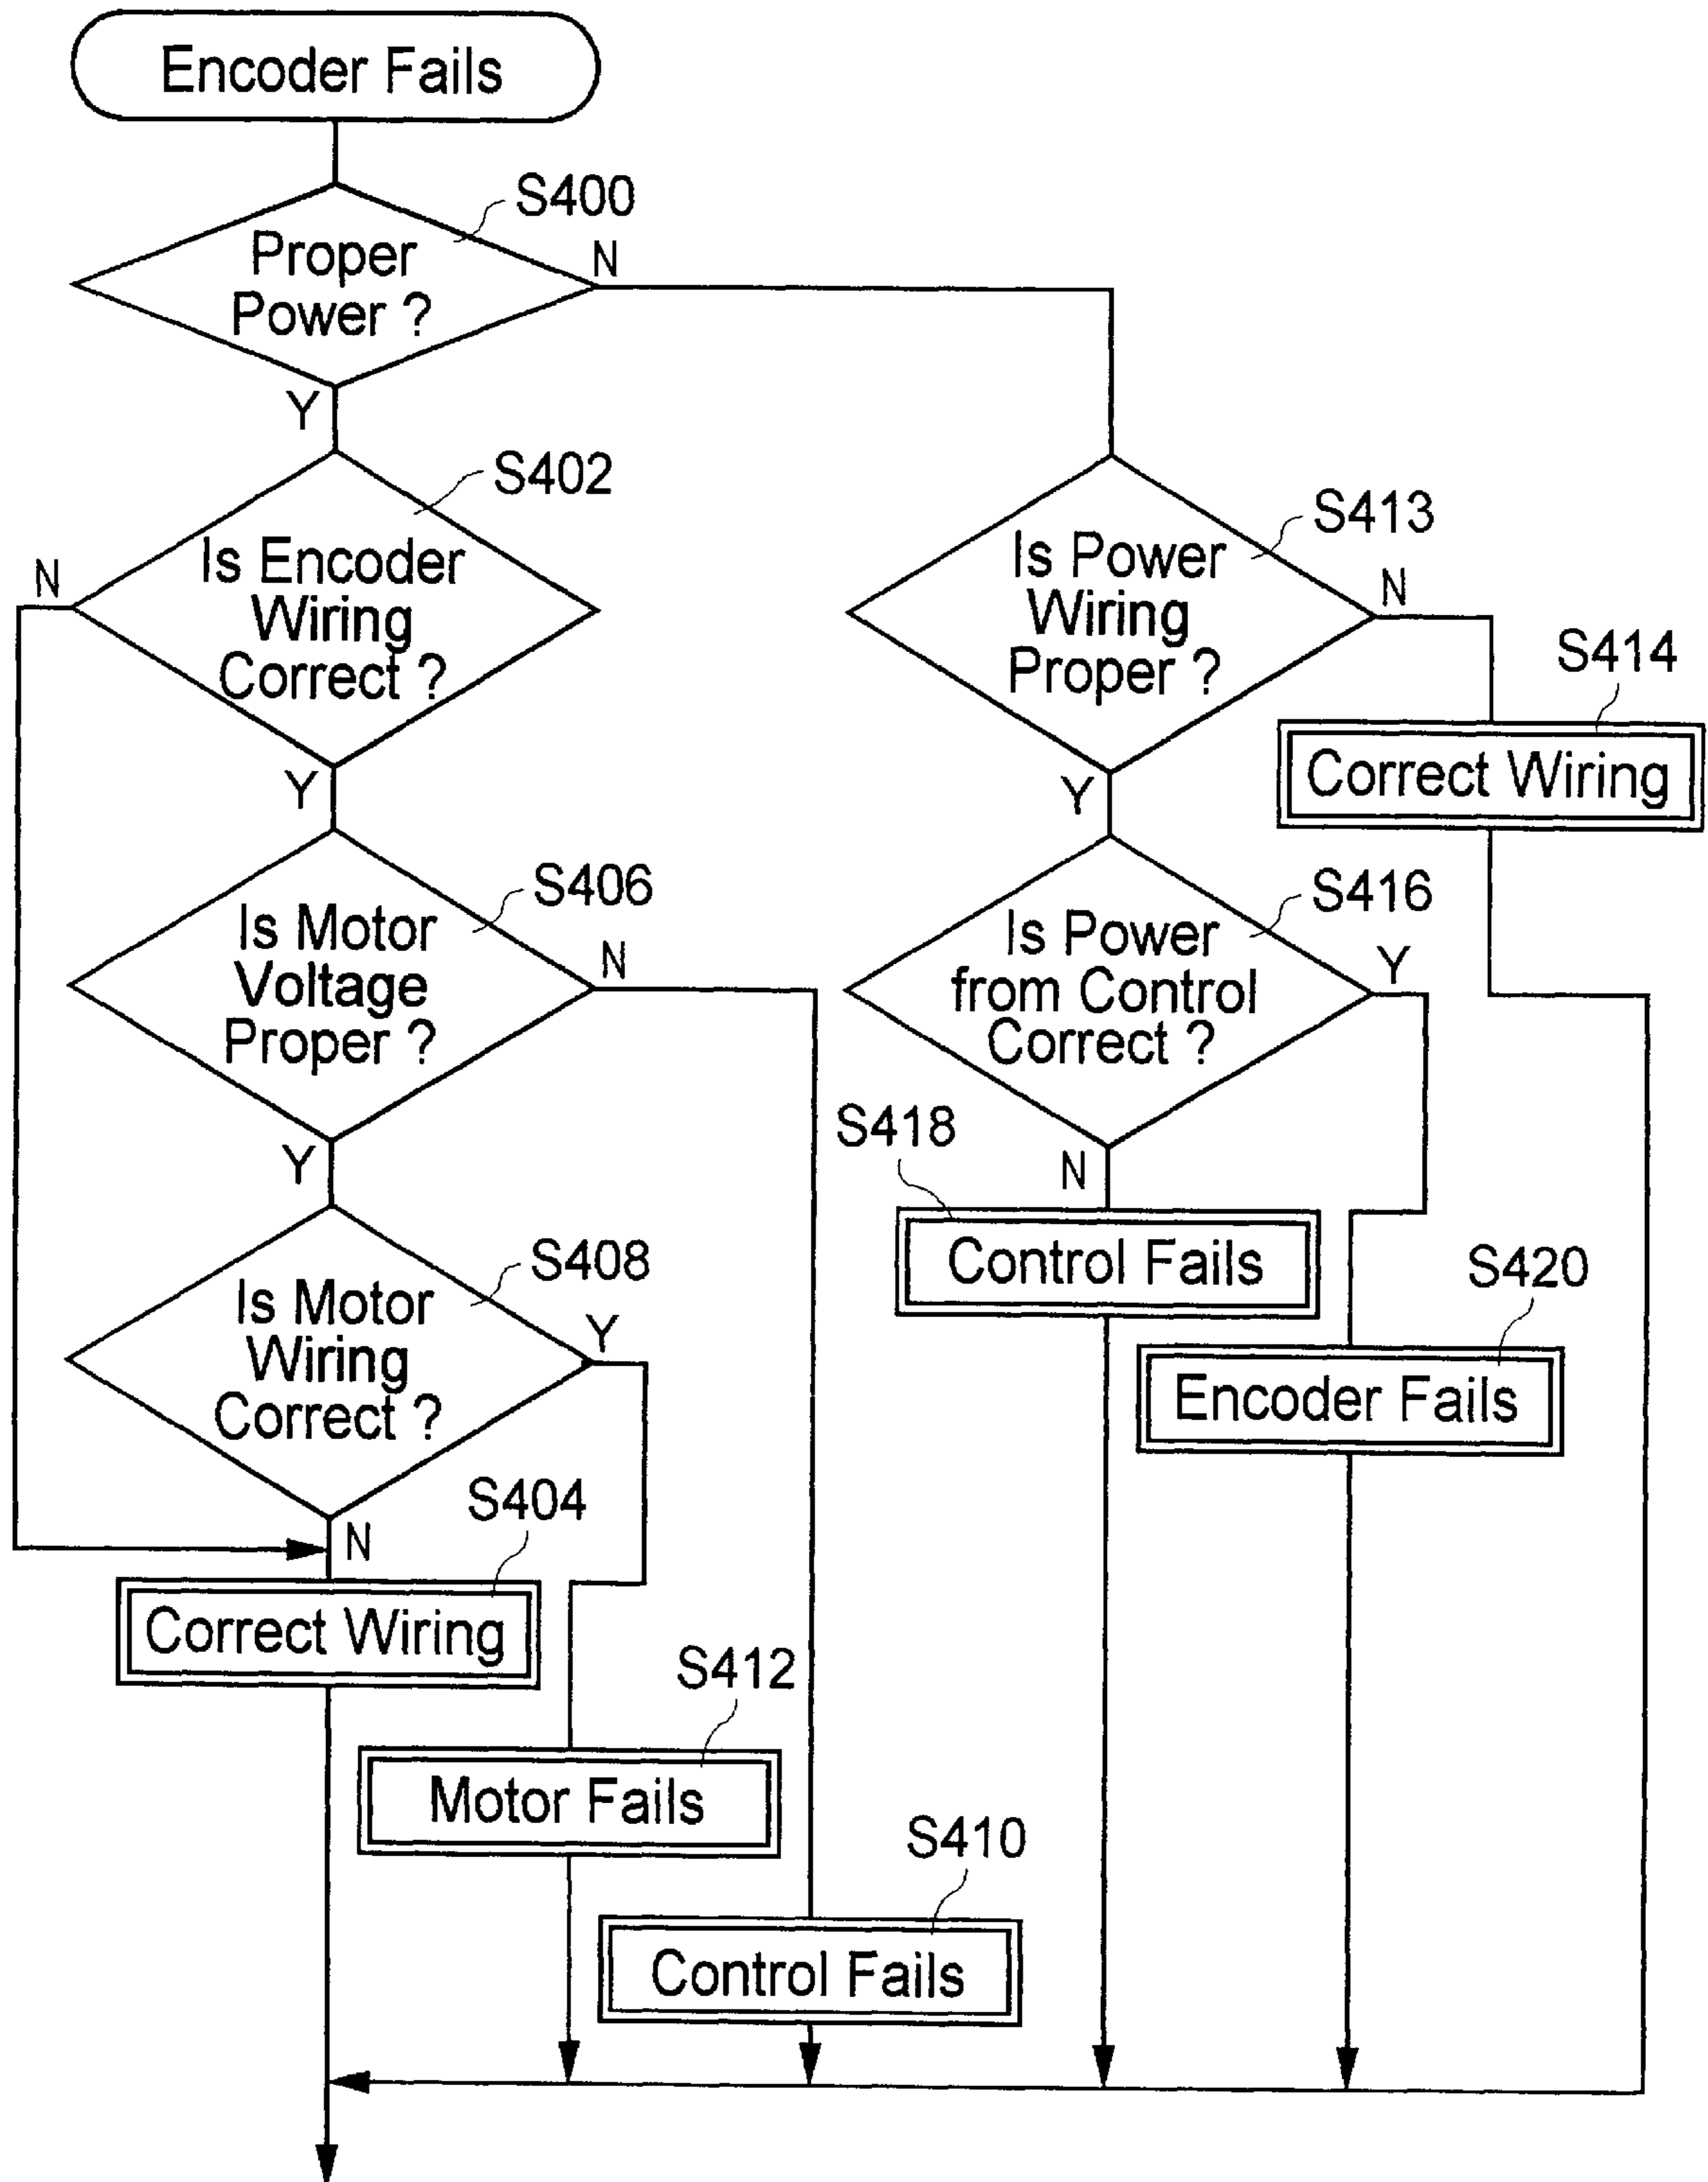 Encoder Fails
S400
Proper
Power ?
N
Y
S402
Is Encoder
Wiring
Correct ?
N
Y
S413
Is Power
Wiring
Proper ?
N
Y
S414
Correct Wiring
S406
Is Motor
Voltage
Proper ?
N
Y
S416
Is Power
from Control
Correct ?
Y
N
S418
Control Fails
S420
Encoder Fails
S408
Is Motor
Wiring
Correct ?
Y
N
S404
Correct Wiring
S412
Motor Fails
S410
Control Fails